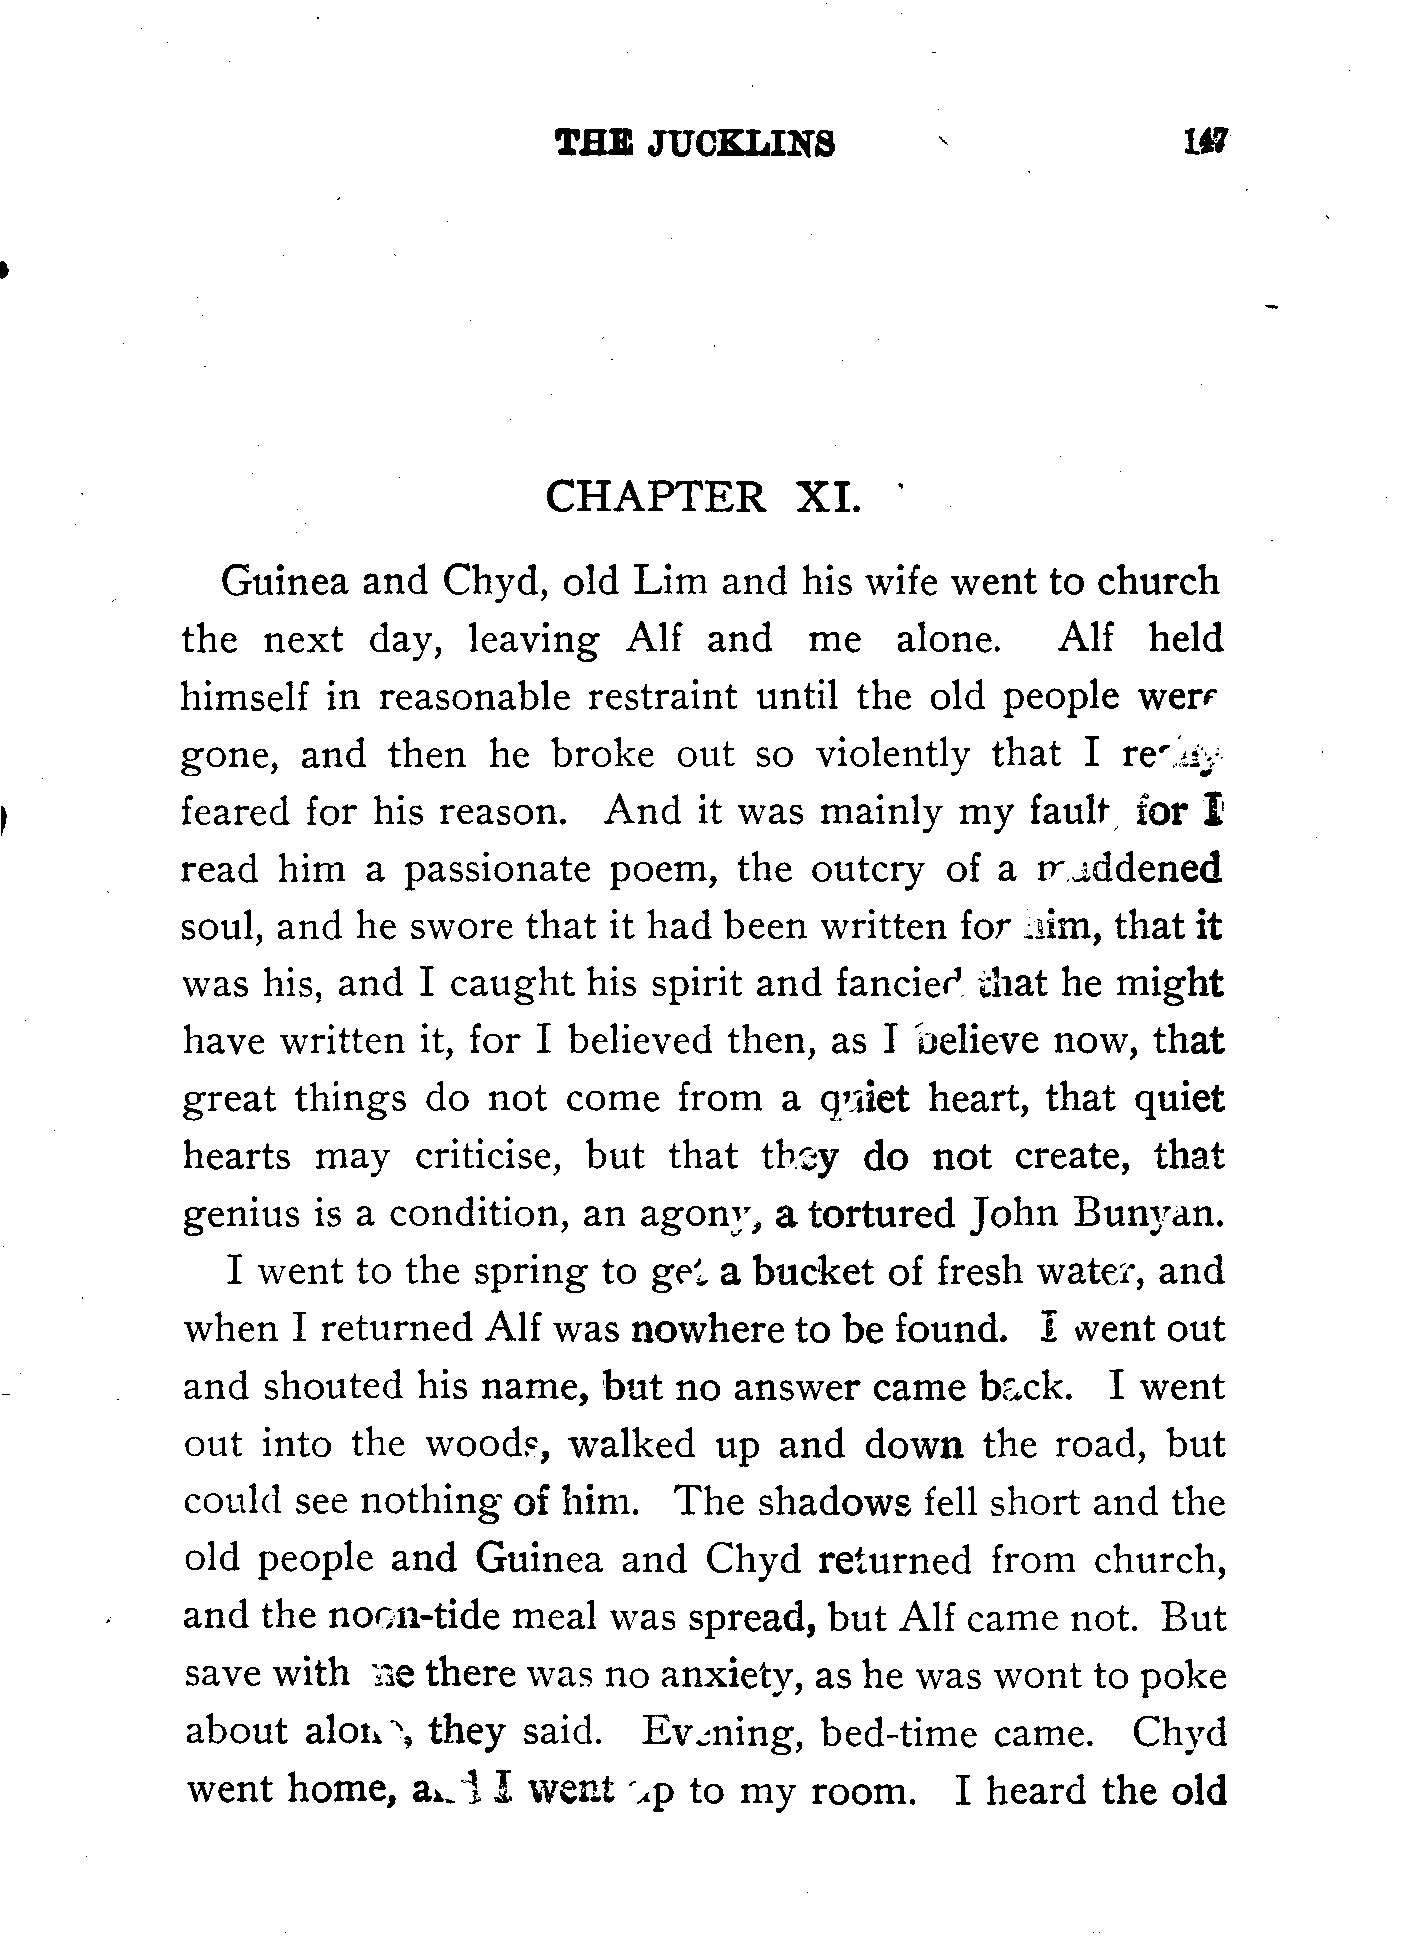 THE JUCKLINS 147
CHAPTER XI.
Guinea and Chyd, old Lim and his wife went to church
the next day, leaving Alf and me alone. Alf held
himself in reasonable restraint until the old people were
gone, and then he broke out so violently that I really
feared for his reason. And it was mainly my fault, for I
read him a passionate poem, the outcry of a maddened
soul, and he swore that it had been written for him, that it
was his, and I caught his spirit and fancied that he might
have written it, for I believed then, as I believe now, that
great things do not come from a quiet heart, that quiet
hearts may criticise, but that they do not create, that
genius is a condition, an agony, a tortured John Bunyan.
I went to the spring to get a bucket of fresh water, and
when I returned Alf was nowhere to be found. I went out
and shouted his name, but no answer came back. I went
out into the woods, walked up and down the road, but
could see nothing of him. The shadows fell short and the
old people and Guinea and Chyd returned from church,
and the noon-tide meal was spread, but Alf came not. But
save with me there was no anxiety, as he was wont to poke
about alone, they said. Evening, bed-time came. Chyd
went home, and I went up to my room. I heard the old